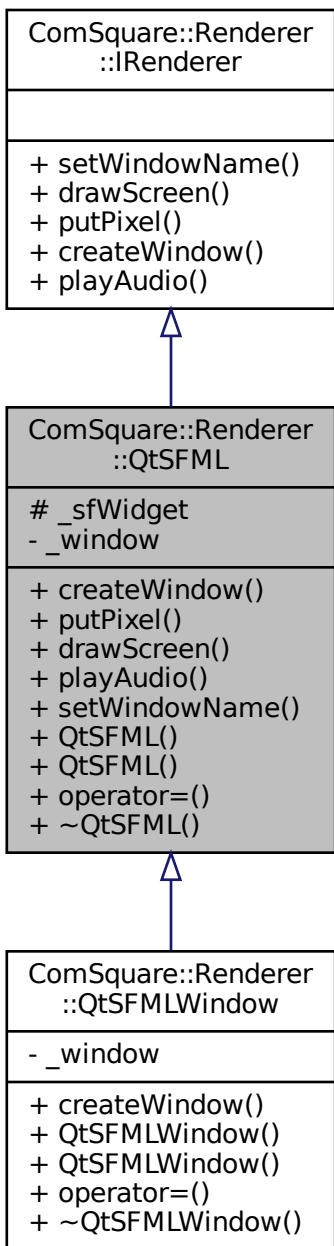 ComSquare::Renderer
::IRenderer
+ setWindowName()
+ drawScreen()
+ putPixel()
+ createWindow()
+ playAudio()
ComSquare::Renderer
::QtSFML
# _sfWidget
- _window
+ createWindow()
+ putPixel()
+ drawScreen()
+ playAudio()
+ setWindowName()
+ QtSFML()
+ QtSFML()
+ operator=()
+ ~QtSFML()
ComSquare::Renderer
::QtSFMLWindow
- _window
+ createWindow()
+ QtSFMLWindow()
+ QtSFMLWindow()
+ operator=()
+ ~QtSFMLWindow()